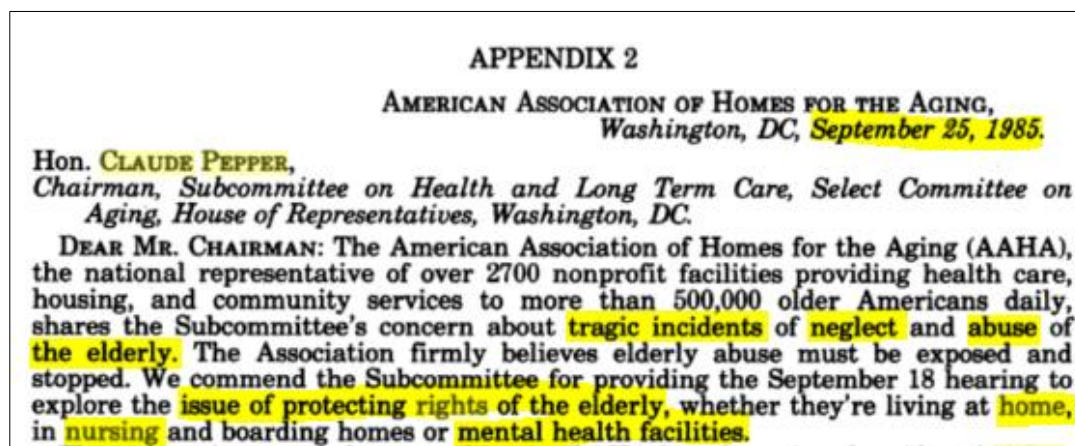 APPENDIX 2
AMERICAN ASSOCIATION OF HOMES FOR THE AGING,
Washington, DC, September 25, 1985.
Hon. CLAUDE PEPPER,
Chairman, Subcommittee on Health and Long Term Care, Select Committee on
Aging, House of Representatives, Washington, DC.
DEAR MR. CHAIRMAN: The American Association of Homes for the Aging (AAHA),
the national representative of over 2700 nonprofit facilities providing health care,
housing, and community services to more than 500,000 older Americans daily,
shares the Subcommittee's concern about tragic incidents of neglect and abuse of
the elderly. The Association firmly believes elderly abuse must be exposed and
stopped. We commend the Subcommittee for providing the September 18 hearing to
explore the issue of protecting rights of the elderly, whether they're living at home,
in nursing and boarding homes or mental health facilities.